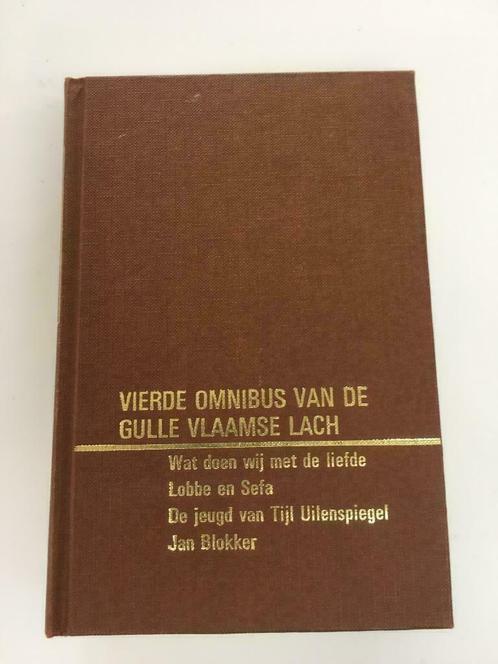 VIERDE OMNIBUS VAN DE
GULLE VLAAMSE LACH
Wat doen wij met de liefde
Lobbe en Sefa
De jeugd van Tijl Uilenspiegel
Jan Blokker